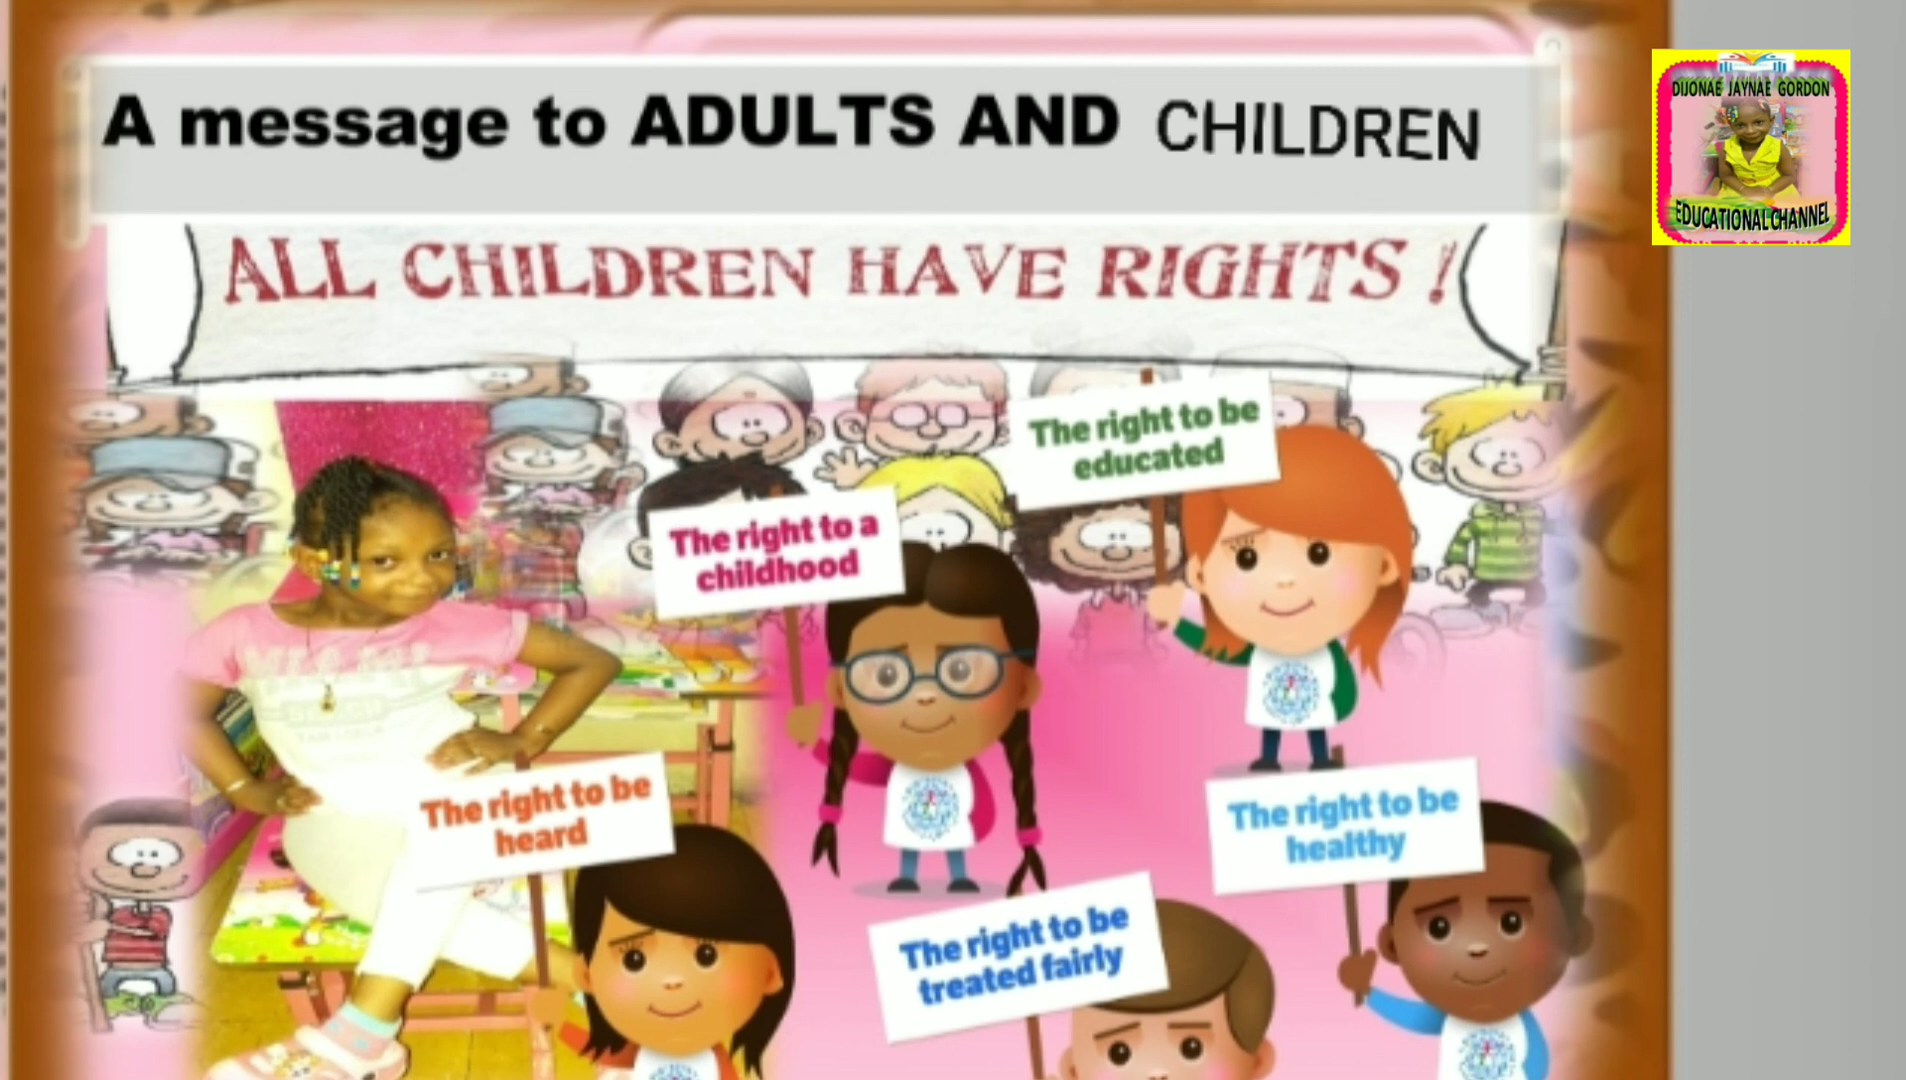 A message to ADULTS AND CHILDREN
DIJONAE JAYNAE GORDON
EDUCATIONAL CHANNEL
ALL CHILDREN HAVE RIGHTS !
The right to be
educated
The right to a
childhood
The right to be
heard
The right to be
healthy
The right to be
treated fairly